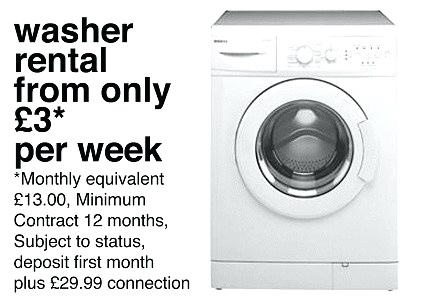 washer
rental
from only
£3*
per week
*Monthly equivalent
£13.00, Minimum
Contract 12 months,
Subject to status,
deposit first month
plus £29.99 connection